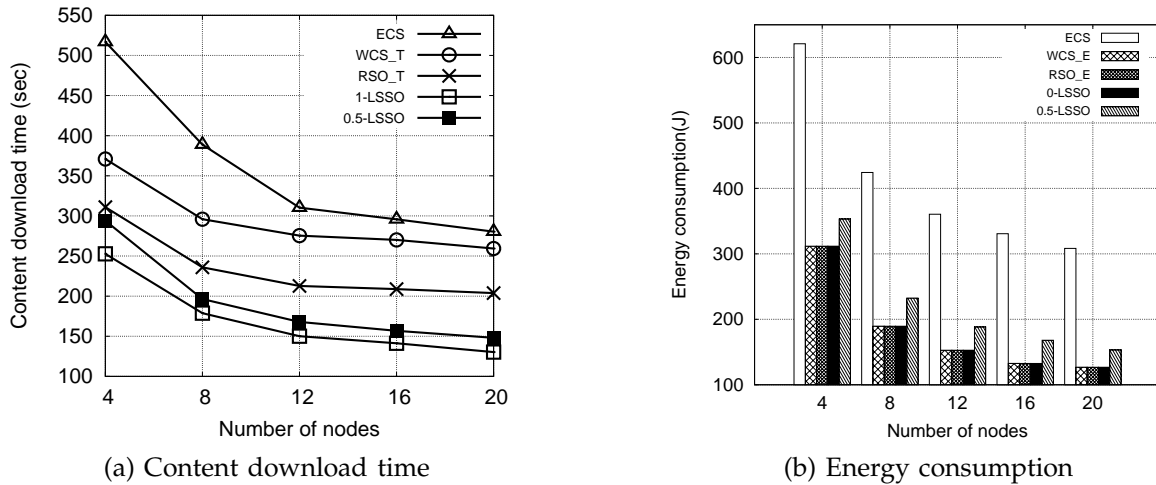 550
500
450
400
350
300
250
200
150
100
4 8 12 16 20
Content download time (sec)
Number of nodes
ECS
WCS_T
RSO_T
1-LSSO
0.5-LSSO
(a) Content download time
600
500
400
300
200
100
4 8 12 16 20
Energy consumption(J)
Number of nodes
ECS
WCS_E
RSO_E
0-LSSO
0.5-LSSO
(b) Energy consumption